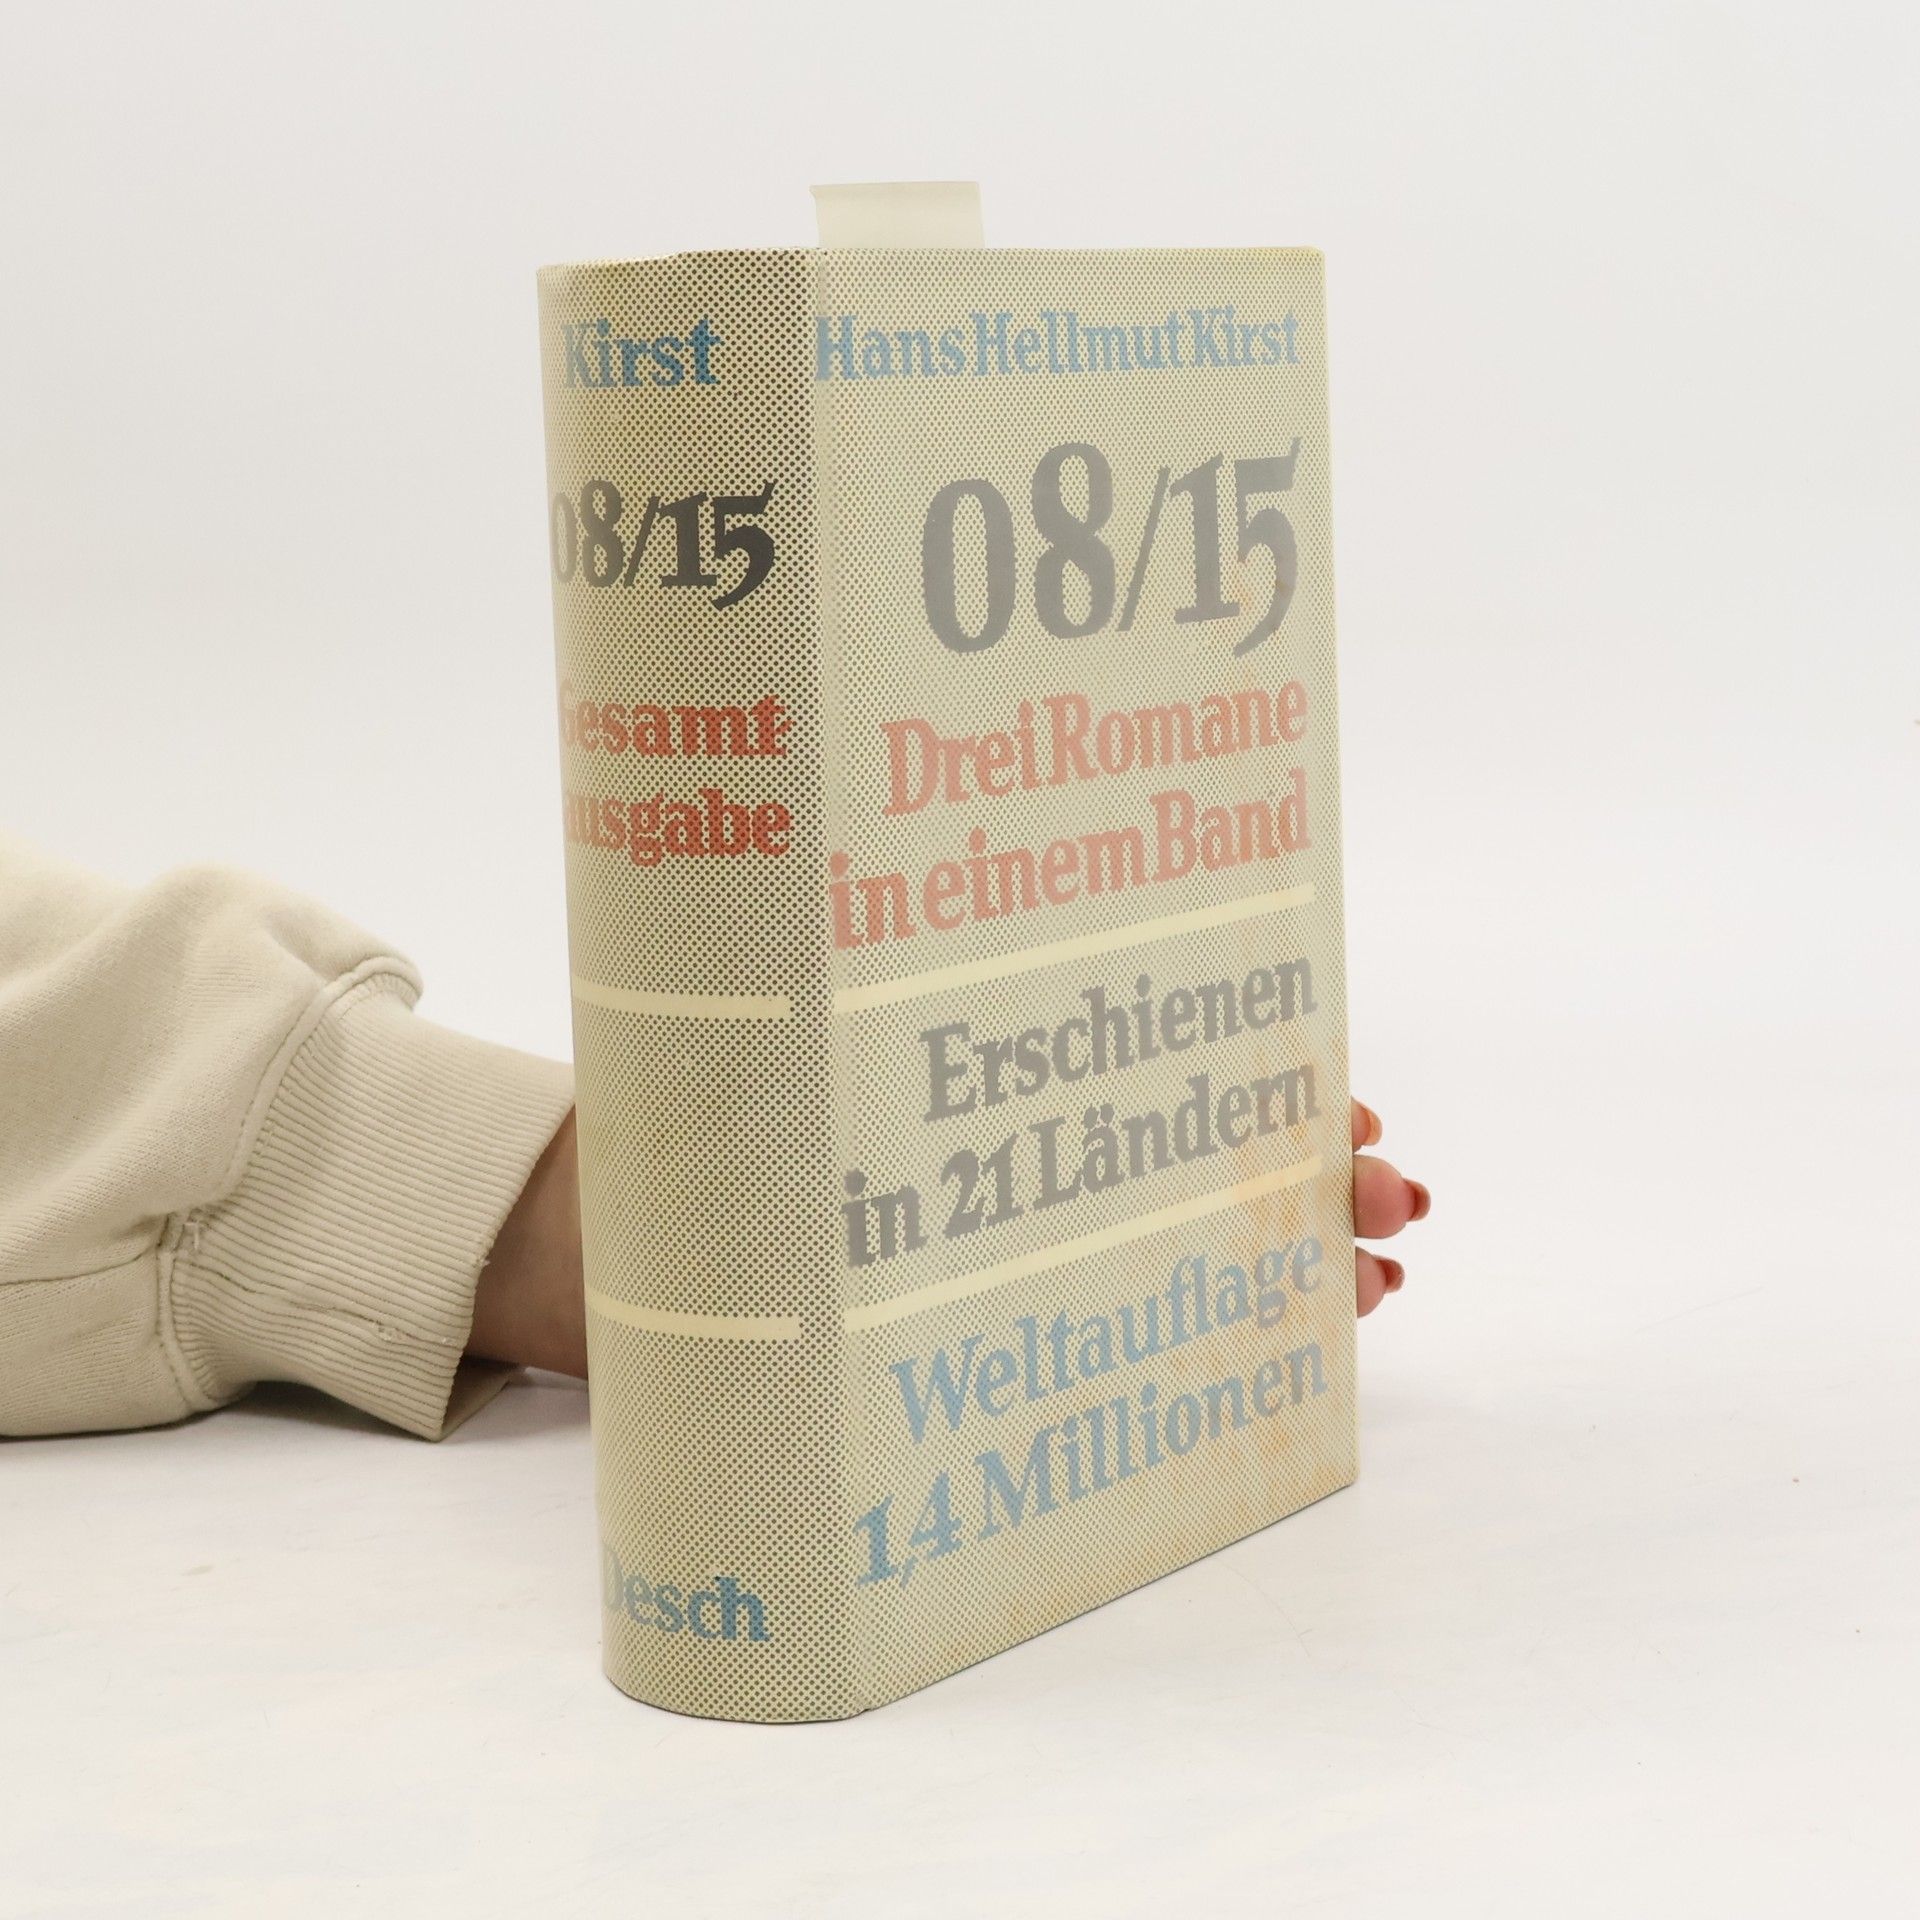 Kirst
08/15
Gesamt-
ausgabe
Desch
Hans Hellmut Kirst
08/15
Drei Romane
in einem Band
Erschienen
in 21 Ländern
Weltauflage
1,4 Millionen